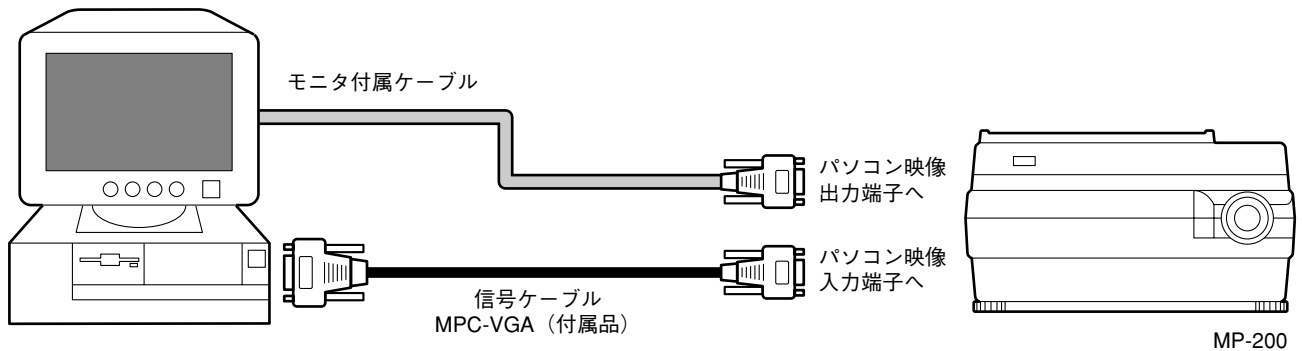 モニタ付属ケーブル
パソコン映像
出力端子へ
パソコン映像
入力端子へ
信号ケーブル
MPC-VGA（付属品）
MP-200